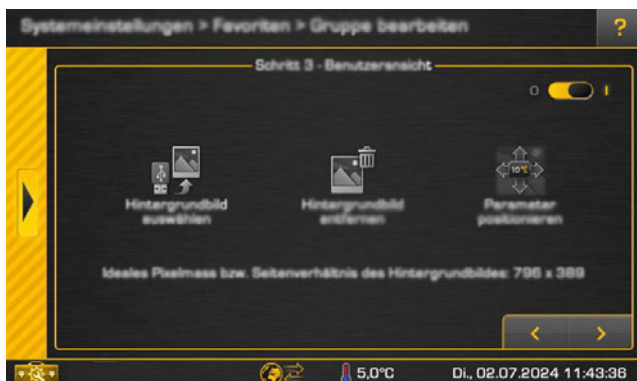 Systemeinstellungen > Favoriten > Gruppe bearbeiten
?
Schritt 3 - Benutzeransicht
O I
Hintergrundbild
auswählen
Hintergrundbild
entfernen
10°C
Parameter
positionieren
Ideales Pixelmass bzw. Seitenverhältnis des Hintergrundbildes: 796 x 389
< >
5,0°C
Di., 02.07.2024 11:43:36